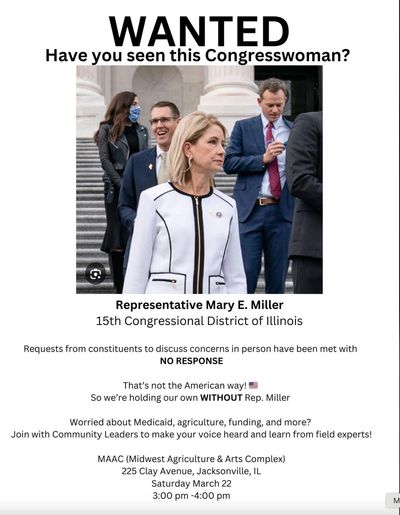 WANTED
Have you seen this Congresswoman?
Representative Mary E. Miller
15th Congressional District of Illinois
Requests from constituents to discuss concerns in person have been met with
NO RESPONSE
That's not the American way! 🇺🇸
So we're holding our own WITHOUT Rep. Miller
Worried about Medicaid, agriculture, funding, and more?
Join with Community Leaders to make your voice heard and learn from field experts!
MAAC (Midwest Agriculture & Arts Complex)
225 Clay Avenue, Jacksonville, IL
Saturday March 22
3:00 pm -4:00 pm
M